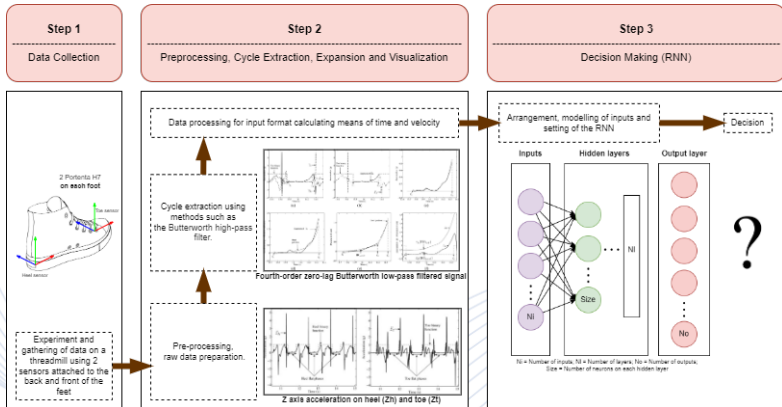 Step 1
Data Collection
Step 2
Preprocessing, Cycle Extraction, Expansion and Visualization
Step 3
Decision Making (RNN)
2 Portenta H7
on each foot
Toe sensor
Heel sensor
Experiment and
gathering of data on a
threadmill using 2
sensors attached to the
back and front of the
feet
Data processing for input format calculating means of time and velocity
Cycle extraction using
methods such as
the Butterworth high-pass
filter.
Fourth-order zero-lag Butterworth low-pass filtered signal
Pre-processing,
raw data preparation.
Z axis acceleration on heel (Zh) and toe (Zt)
Arrangement, modelling of inputs and
setting of the RNN
Decision
Inputs
Hidden layers
Output layer
Nl
Size
Ni
No
?
Ni = Number of inputs; Nl = Number of layers; No = Number of outputs;
Size = Number of neurons on each hidden layer